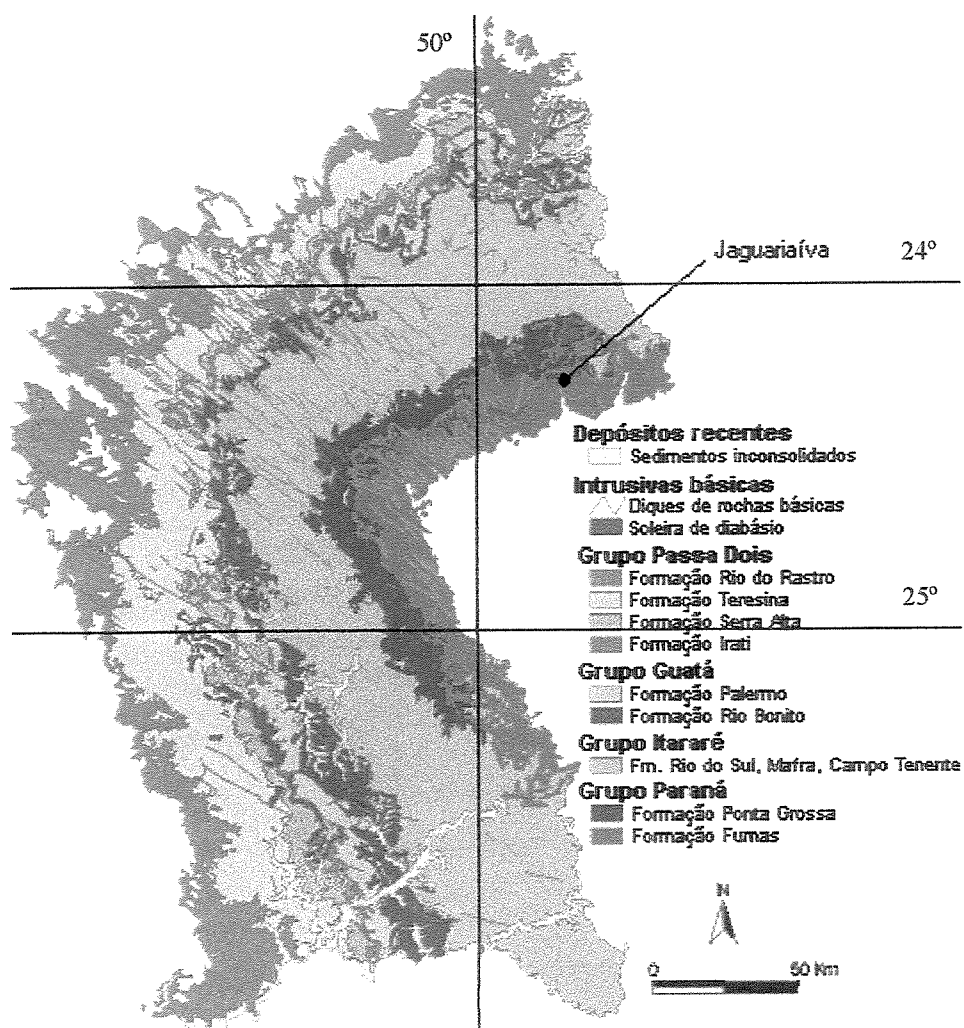 50º
Jaguariaíva
24º
Depósitos recentes
Sedimentos inconsolidados
Intrusivas básicas
Diques de rochas básicas
Soleira de diabásio
Grupo Passa Dois
Formação Rio do Rastro
Formação Teresina
25º
Formação Serra Alta
Formação Irati
Grupo Guatá
Formação Palermo
Formação Rio Bonito
Grupo Itararé
Fm. Rio do Sul, Mafra, Campo Tenente
Grupo Paraná
Formação Ponta Grossa
Formação Furnas
N
0 50 Km